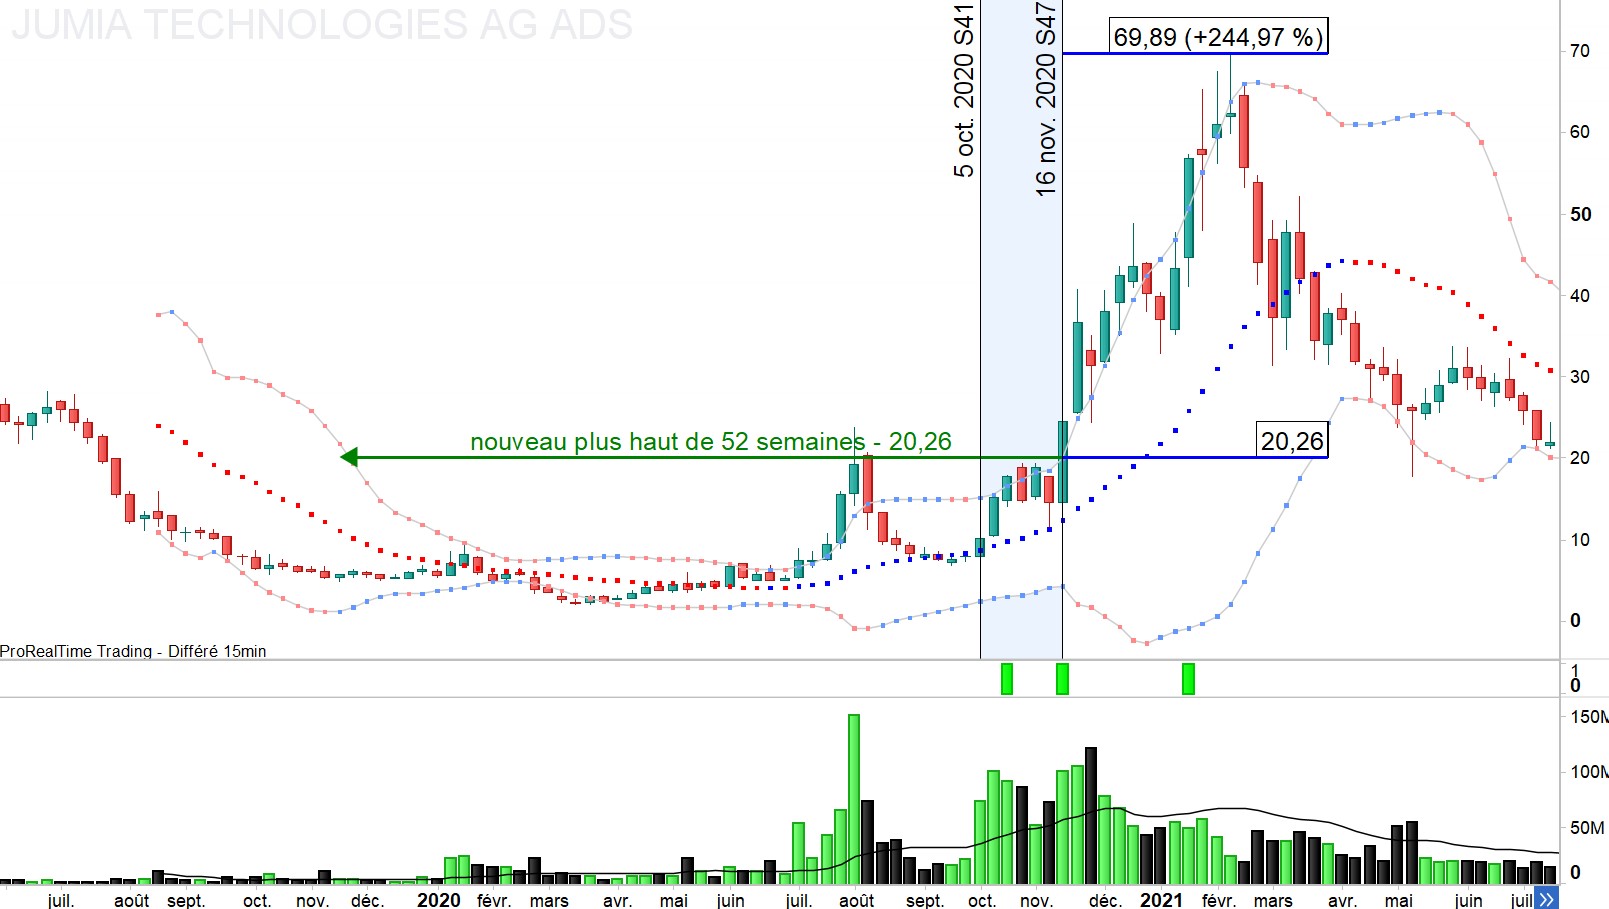 JUMIA TECHNOLOGIES AG ADS
5 oct. 2020 S41
16 nov. 2020 S47
69,89 (+244,97 %)
nouveau plus haut de 52 semaines - 20,26
20,26
70
60
50
40
30
20
10
0
ProRealTime Trading - Différé 15min
1
0
150M
100M
50M
0
juil. août sept. oct. nov. déc. 2020 févr. mars avr. mai juin juil. août sept. oct. nov. déc. 2021 févr. mars avr. mai juin juil